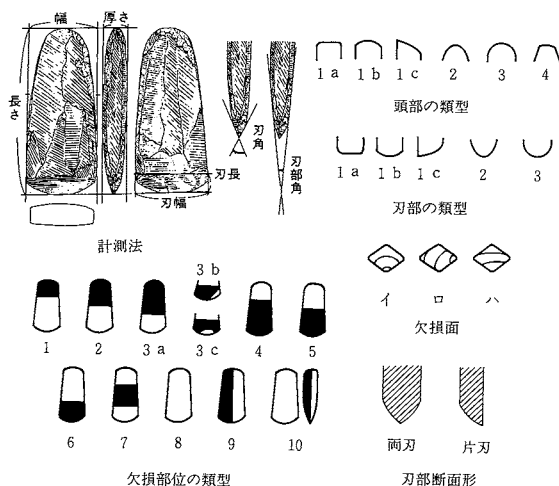 幅
厚さ
長さ
刃角
刃部角
刃長
刃幅
計測法
1a 1b 1c 2 3 4
頭部の類型
1a 1b 1c 2 3
刃部の類型
イ ロ ハ
欠損面
3 b
1 2 3 a 3 c 4 5
6 7 8 9 10
欠損部位の類型
両刃 片刃
刃部断面形